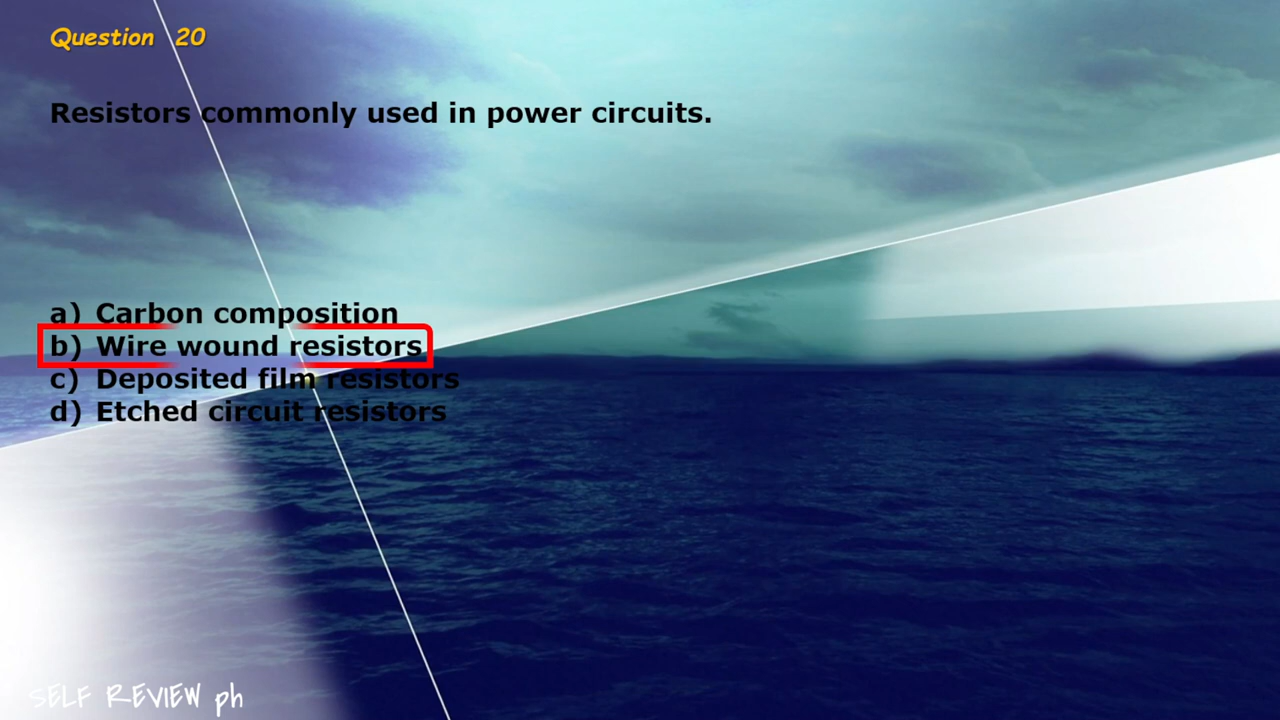 Question 20
Resistors commonly used in power circuits.
a) Carbon composition
b) Wire wound resistors
c) Deposited film resistors
d) Etched circuit resistors
SELF REVIEW ph